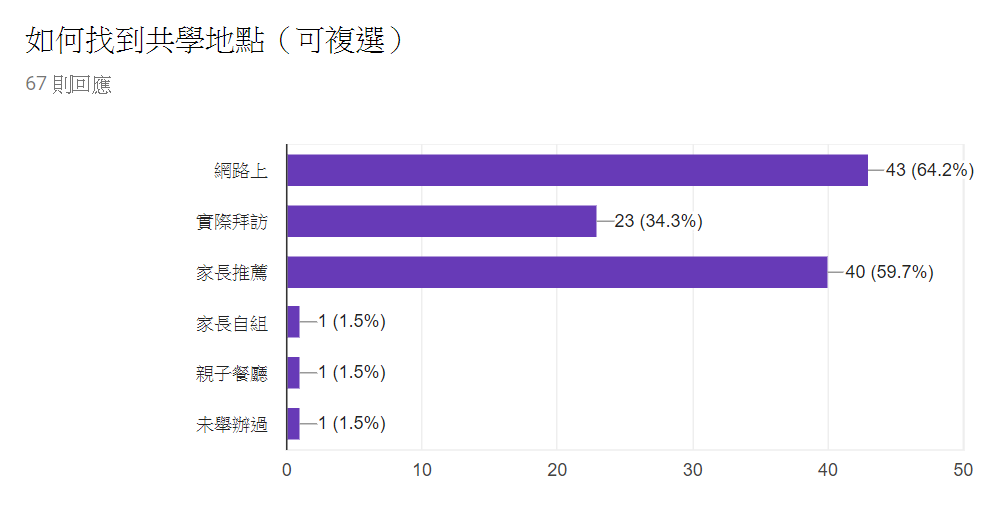 如何找到共學地點（可複選）
67 則回應
網路上 43 (64.2%)
實際拜訪 23 (34.3%)
家長推薦 40 (59.7%)
家長自組 1 (1.5%)
親子餐廳 1 (1.5%)
未舉辦過 1 (1.5%)
0 10 20 30 40 50